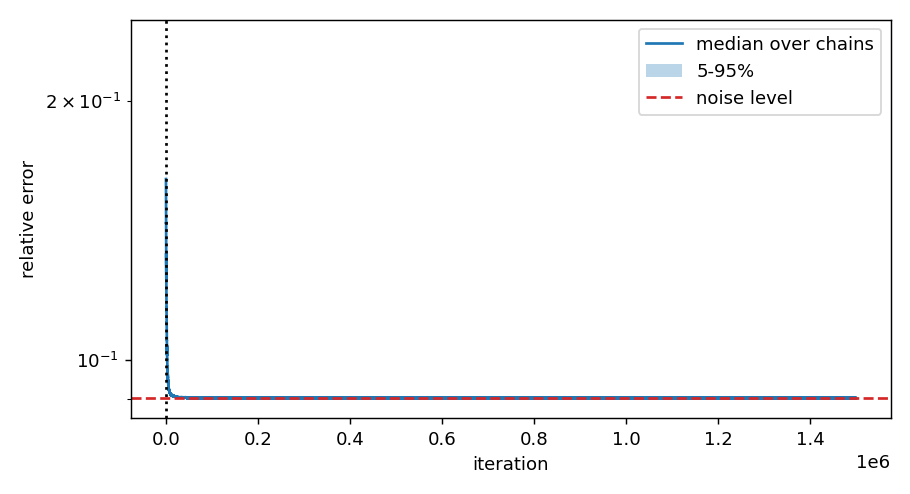 median over chains
5-95%
noise level
2 × 10⁻¹
10⁻¹
relative error
0.0 0.2 0.4 0.6 0.8 1.0 1.2 1.4
1e6
iteration